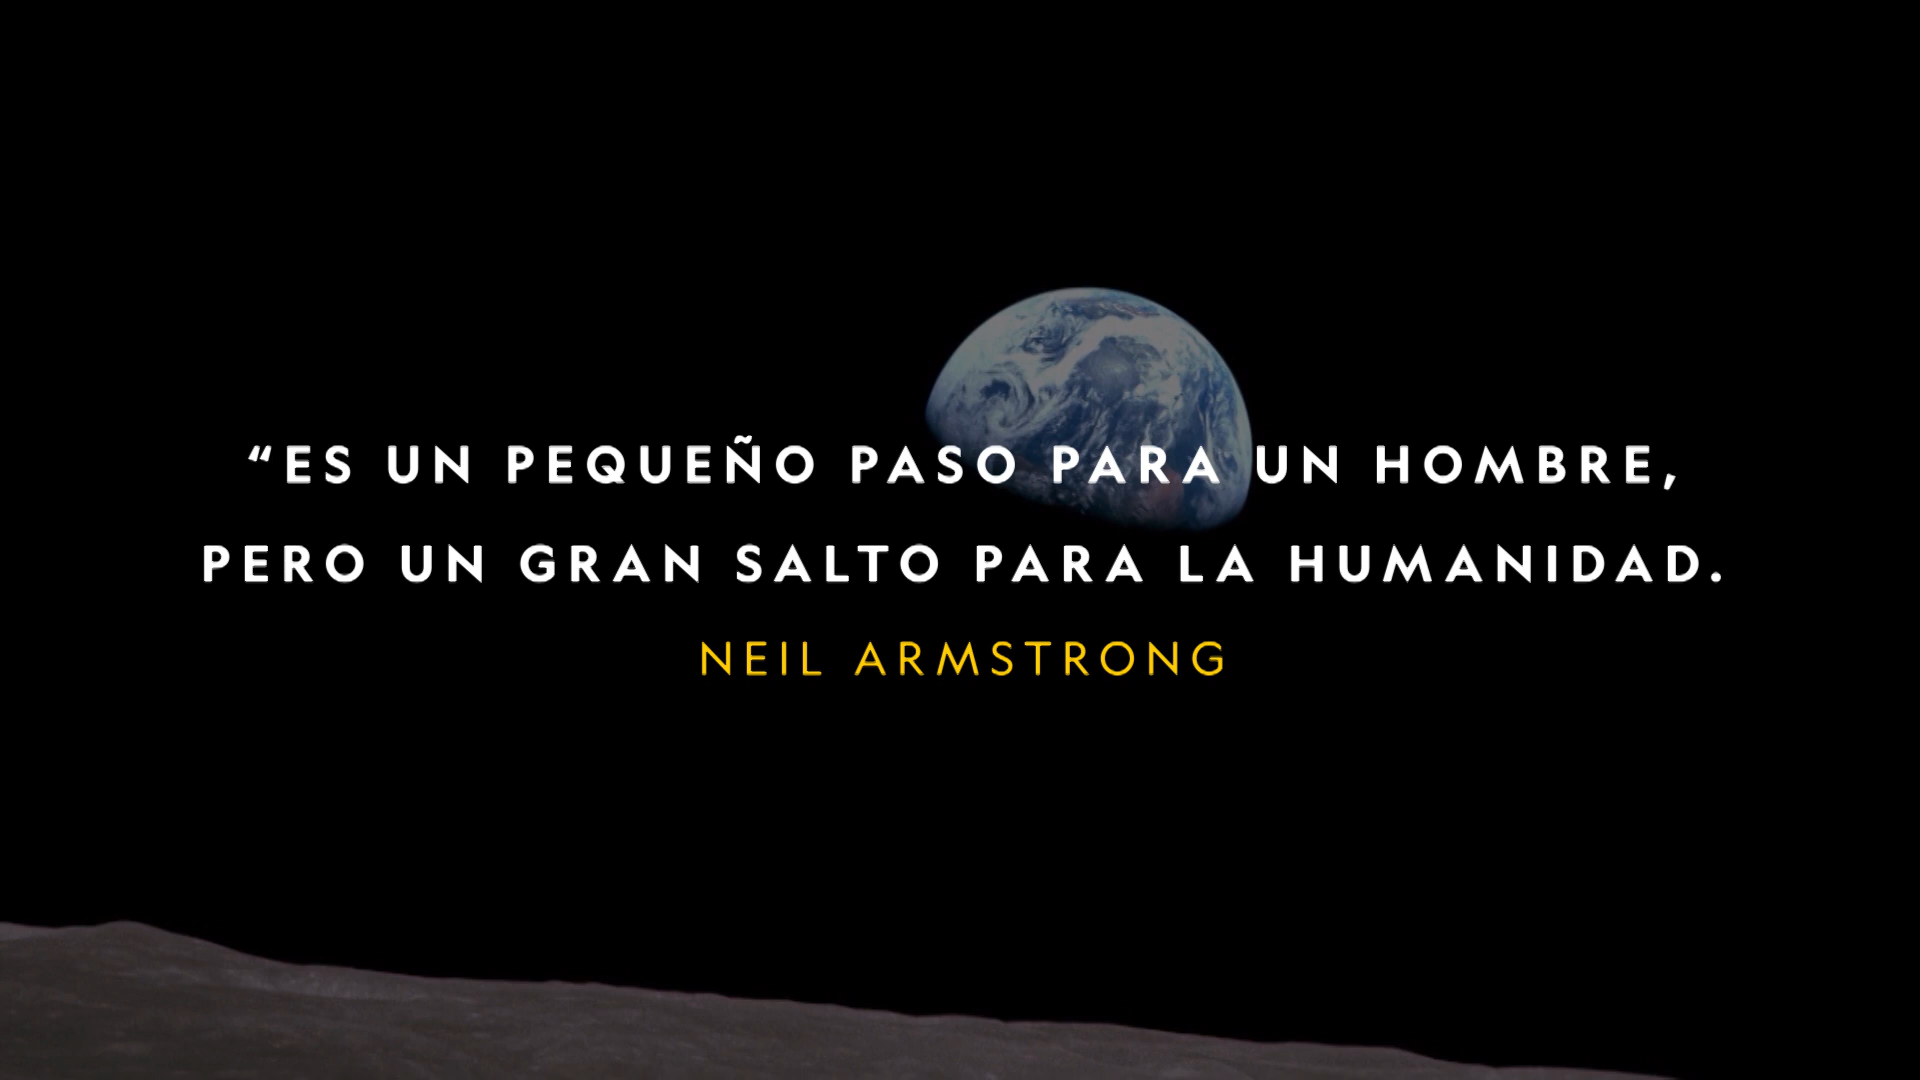 “ES UN PEQUEÑO PASO PARA UN HOMBRE,
PERO UN GRAN SALTO PARA LA HUMANIDAD.
NEIL ARMSTRONG